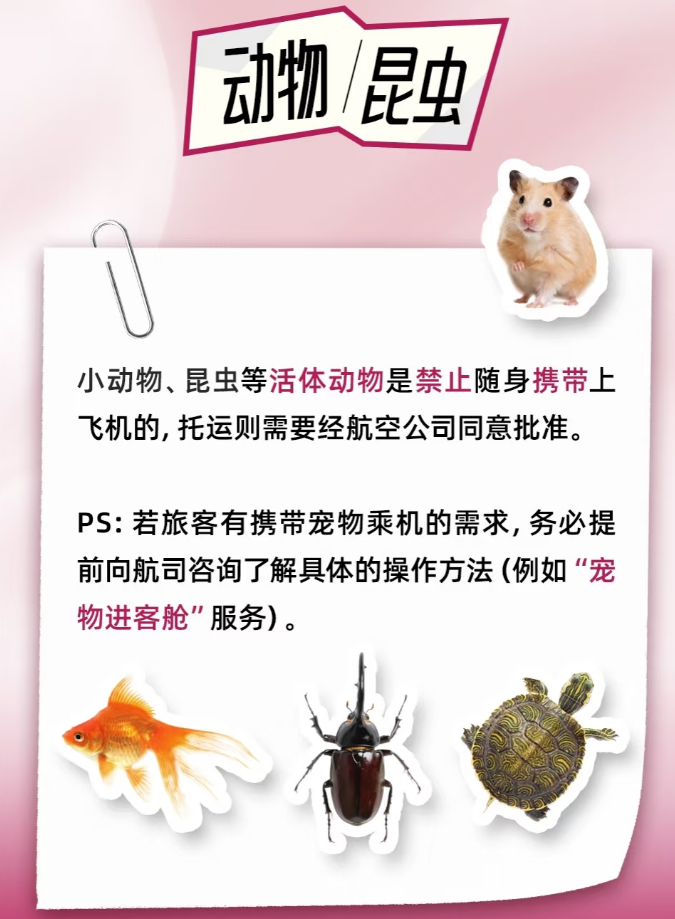 动物/昆虫
小动物、昆虫等活体动物是禁止随身携带上
飞机的,托运则需要经航空公司同意批准。
PS:若旅客有携带宠物乘机的需求,务必提
前向航司咨询了解具体的操作方法(例如“宠
物进客舱”服务)。